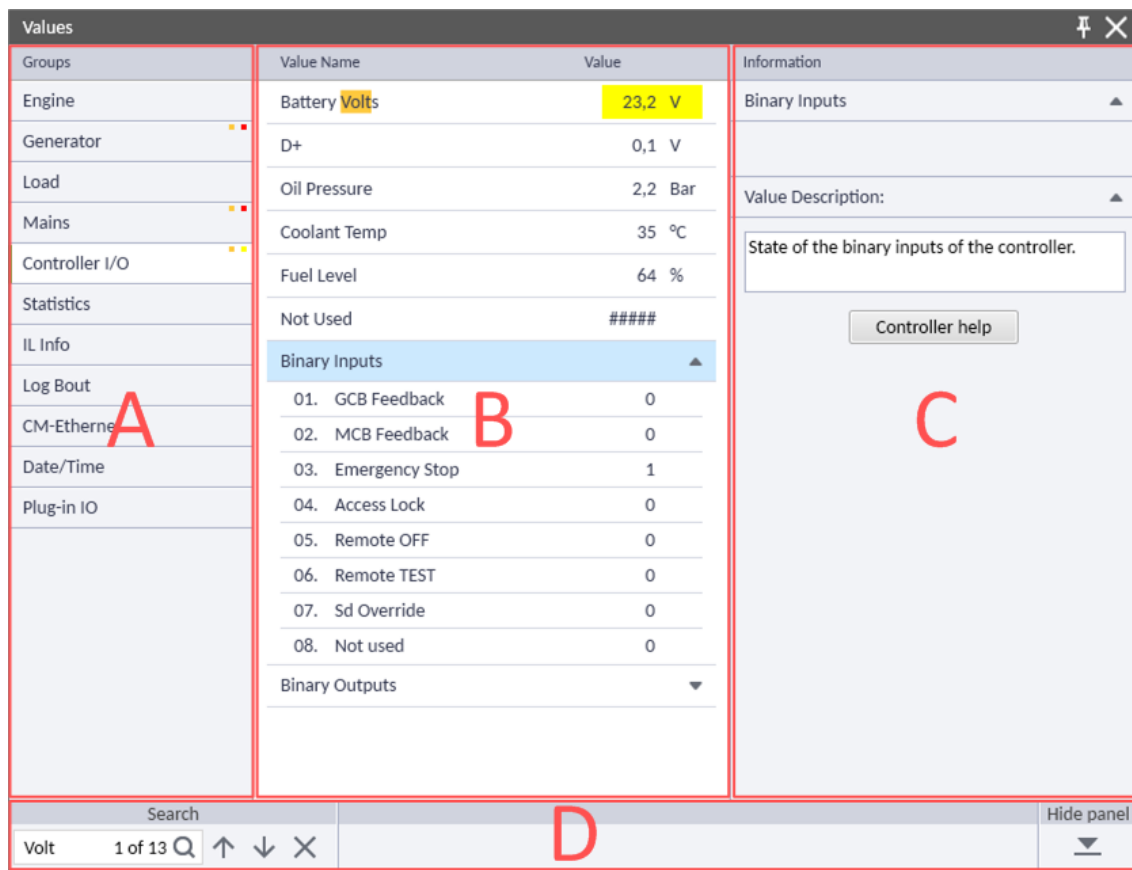 Values
Groups
Engine
Generator
Load
Mains
Controller I/O
Statistics
IL Info
Log Bout
CM-Etherne
Date/Time
Plug-in IO
A
Value Name Value
Battery Volts 23,2 V
D+ 0,1 V
Oil Pressure 2,2 Bar
Coolant Temp 35 °C
Fuel Level 64 %
Not Used #####
Binary Inputs
01. GCB Feedback 0
02. MCB Feedback 0
03. Emergency Stop 1
04. Access Lock 0
05. Remote OFF 0
06. Remote TEST 0
07. Sd Override 0
08. Not used 0
Binary Outputs
B
Information
Binary Inputs
Value Description:
State of the binary inputs of the controller.
Controller help
C
Search
Volt 1 of 13
D
Hide panel